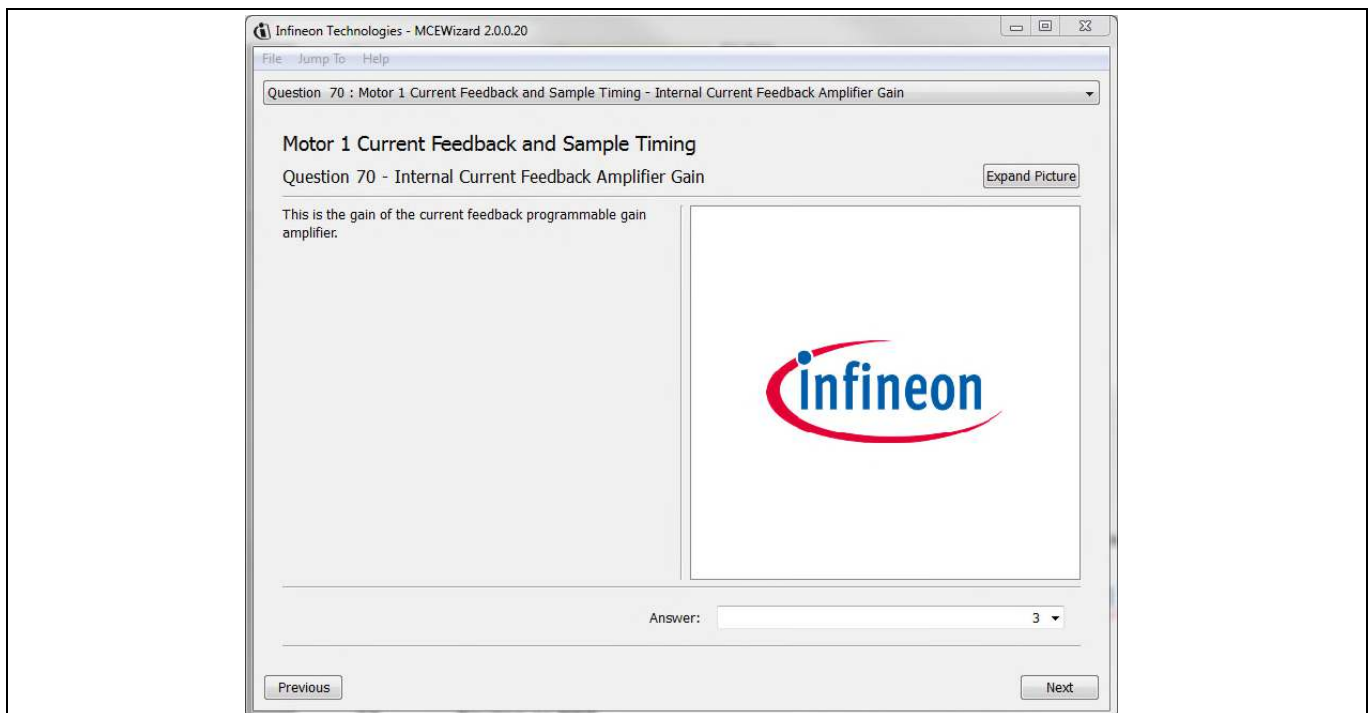 Infineon Technologies - MCEWizard 2.0.0.20
File Jump To Help
Question 70 : Motor 1 Current Feedback and Sample Timing - Internal Current Feedback Amplifier Gain
Motor 1 Current Feedback and Sample Timing
Question 70 - Internal Current Feedback Amplifier Gain
Expand Picture
This is the gain of the current feedback programmable gain
amplifier.
infineon
Answer: 3
Previous Next